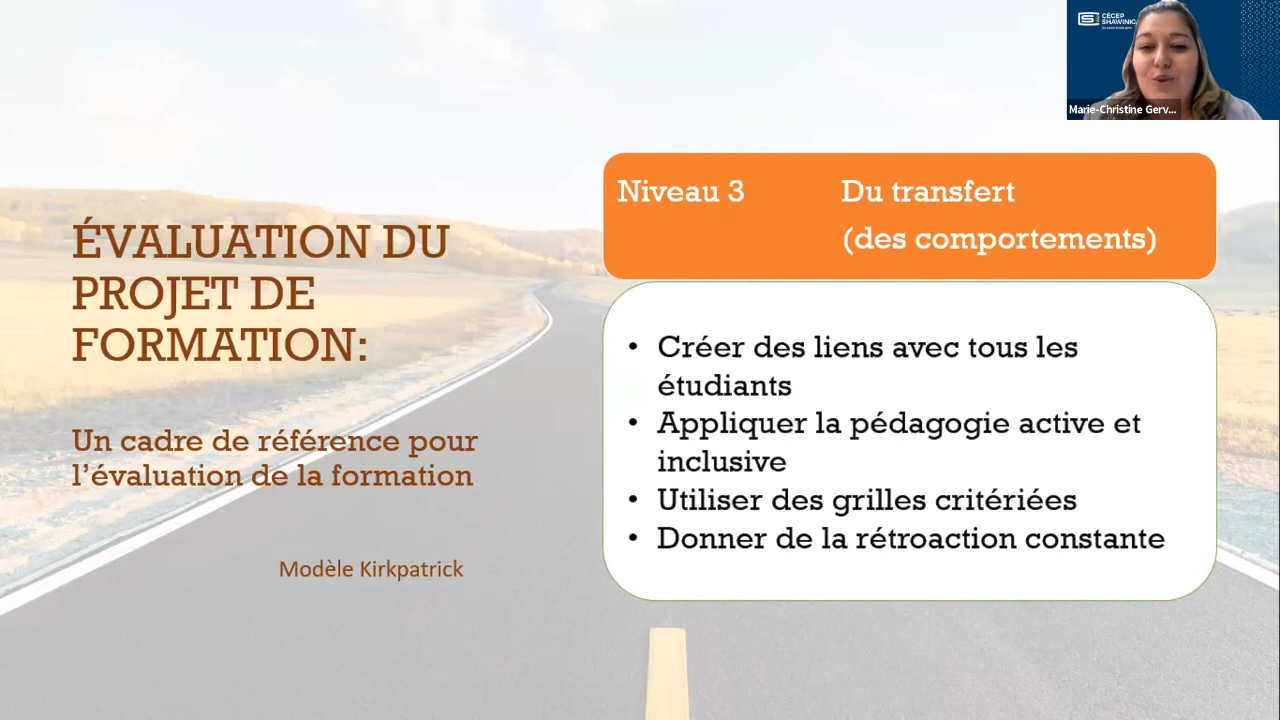 CÉGEP
SHAWINIG
Marie-Christine Gerv...
Niveau 3 Du transfert
(des comportements)
ÉVALUATION DU
PROJET DE
FORMATION:
Un cadre de référence pour
l’évaluation de la formation
Modèle Kirkpatrick
• Créer des liens avec tous les
étudiants
• Appliquer la pédagogie active et
inclusive
• Utiliser des grilles critériées
• Donner de la rétroaction constante